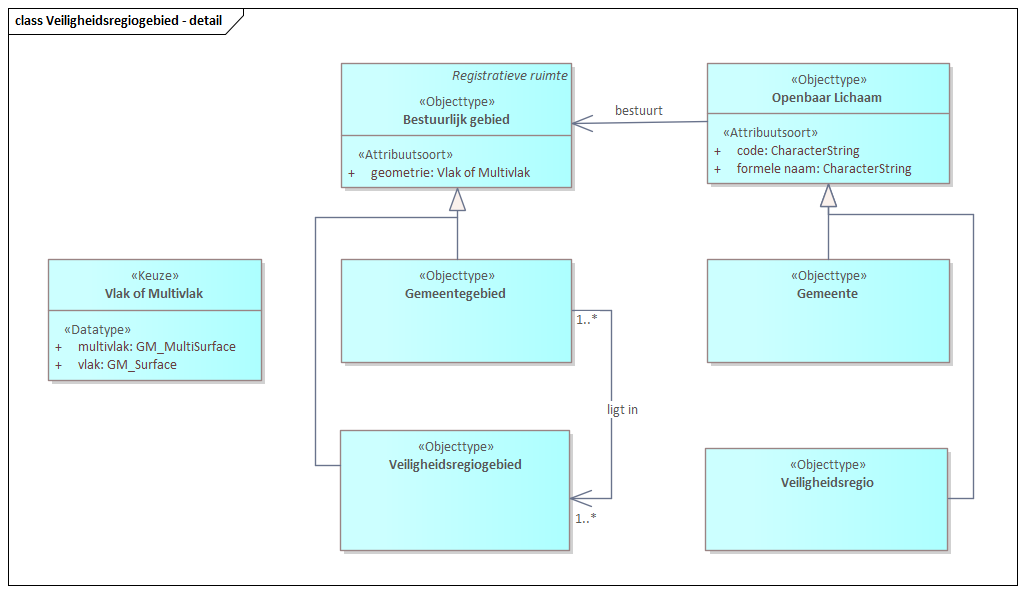 class Veiligheidsregiogebied - detail
Registratieve ruimte
«Objecttype»
Bestuurlijk gebied
«Attribuutsoort»
+ geometrie: Vlak of Multivlak
bestuurt
«Objecttype»
Openbaar Lichaam
«Attribuutsoort»
+ code: CharacterString
+ formele naam: CharacterString
«Keuze»
Vlak of Multivlak
«Datatype»
+ multivlak: GM_MultiSurface
+ vlak: GM_Surface
«Objecttype»
Gemeentegebied
1..*
«Objecttype»
Gemeente
ligt in
«Objecttype»
Veiligheidsregiogebied
1..*
«Objecttype»
Veiligheidsregio